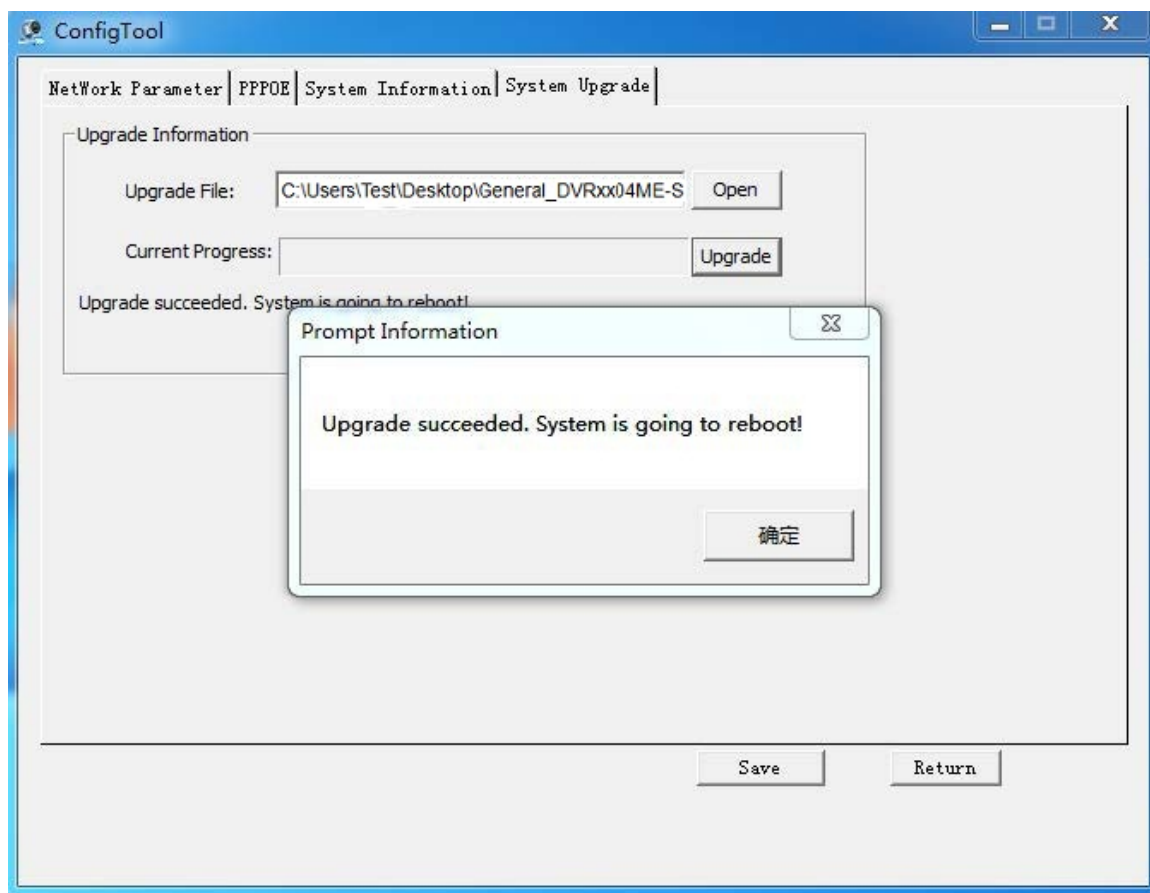 ConfigTool
NetWork Parameter PPPOE System Information System Upgrade
Upgrade Information
Upgrade File: C:\Users\Test\Desktop\General_DVRxx04ME-S Open
Current Progress: Upgrade
Upgrade succeeded. System is going to reboot!
Prompt Information
Upgrade succeeded. System is going to reboot!
确定
Save Return